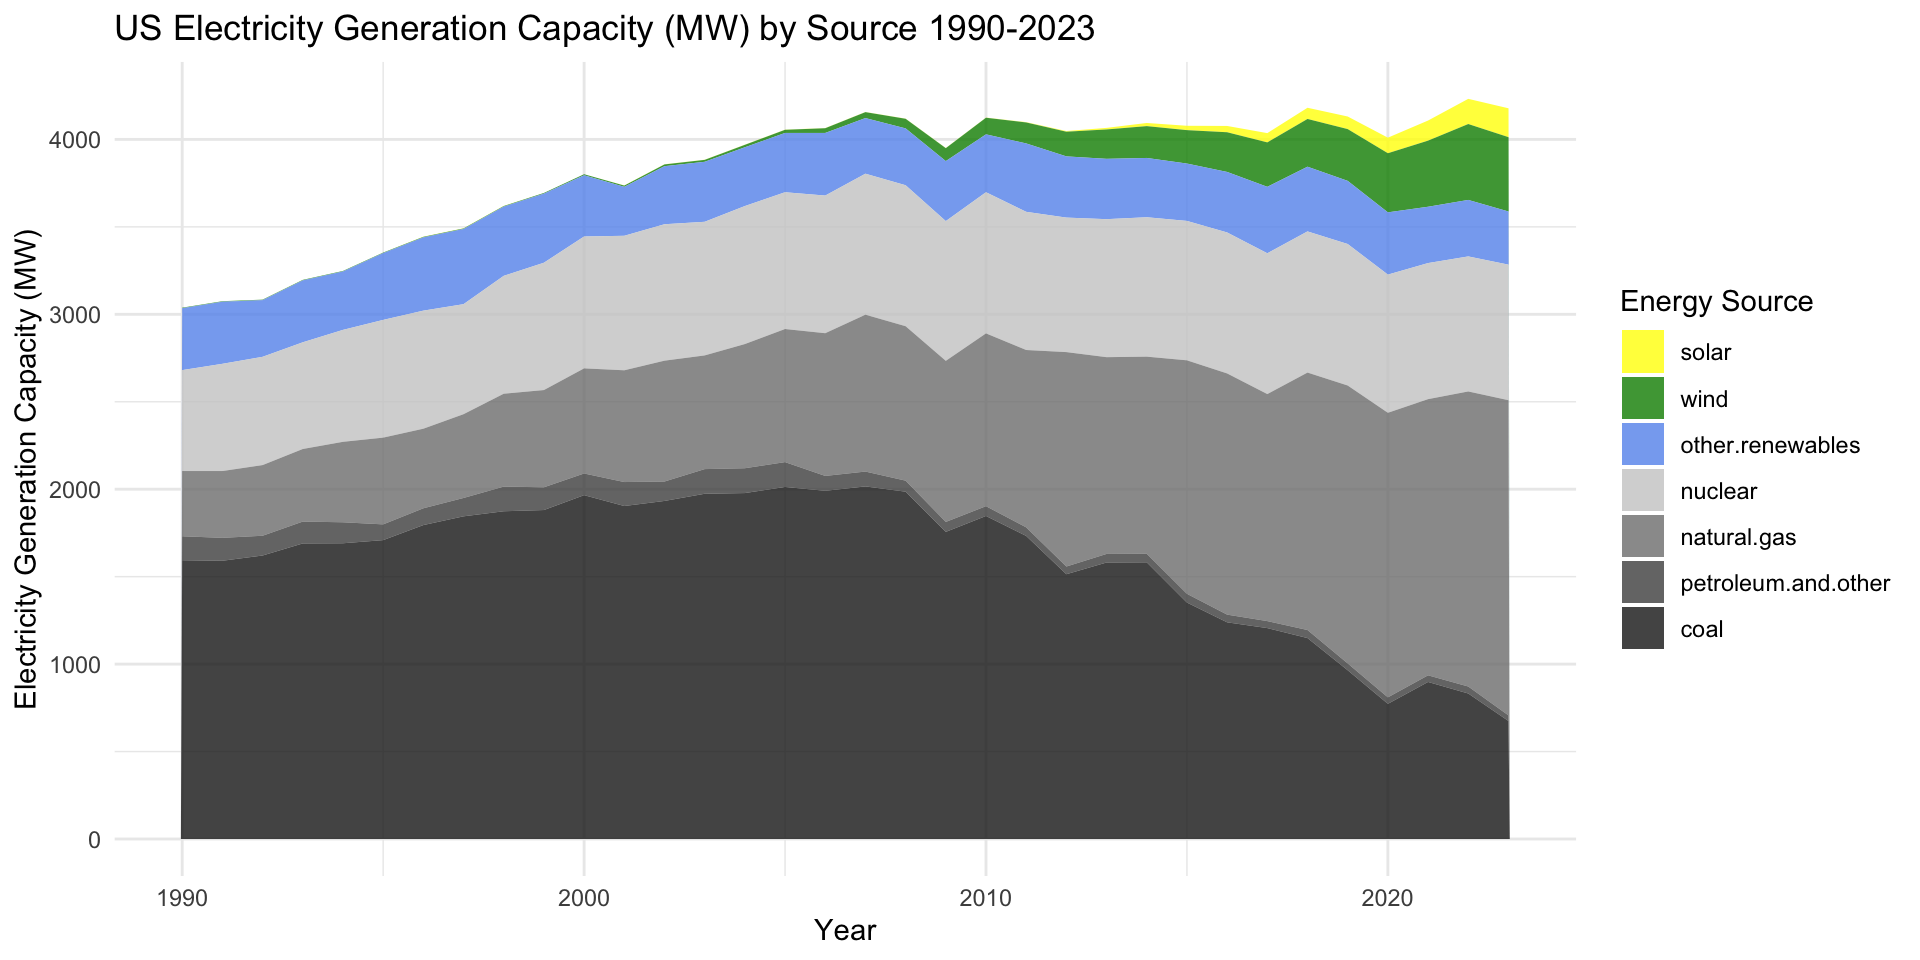 US Electricity Generation Capacity (MW) by Source 1990-2023
Electricity Generation Capacity (MW)
4000
3000
2000
1000
0
1990
2000
2010
2020
Year
Energy Source
solar
wind
other.renewables
nuclear
natural.gas
petroleum.and.other
coal